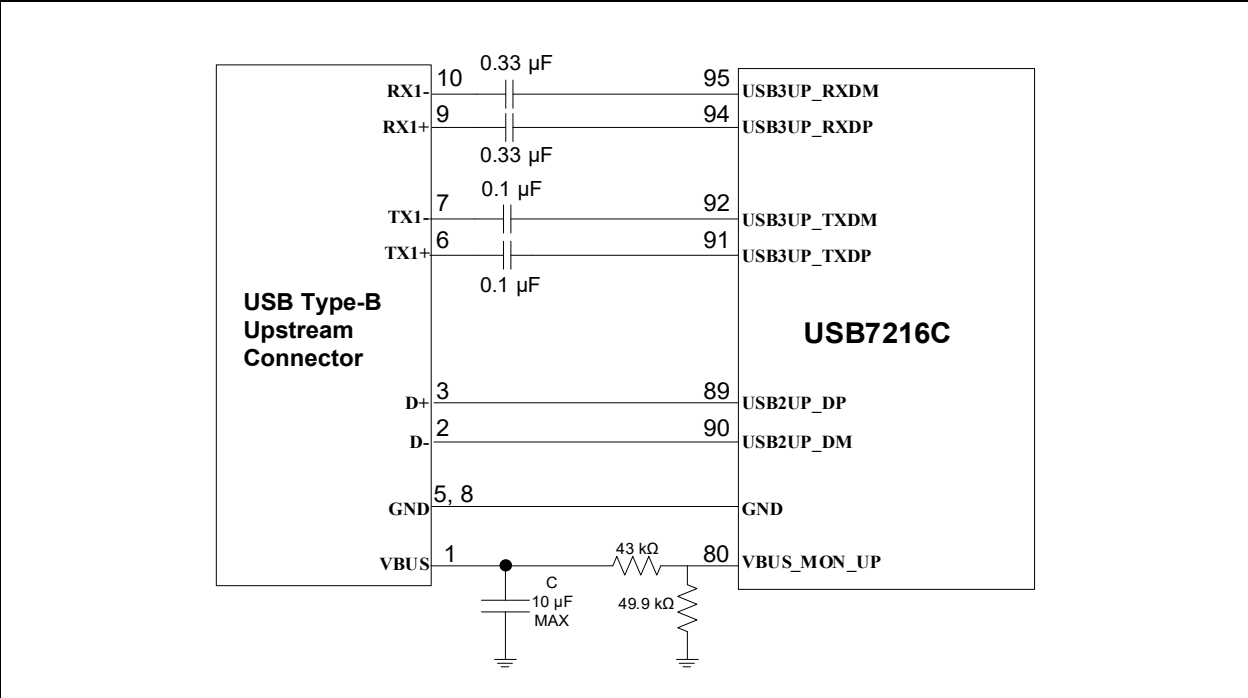 0.33 µF
RX1-
10
95
USB3UP_RXDM
RX1+
9
94
USB3UP_RXDP
0.33 µF
0.1 µF
TX1-
7
92
USB3UP_TXDM
TX1+
6
91
USB3UP_TXDP
0.1 µF
USB Type-B
Upstream
Connector
USB7216C
D+
3
89
USB2UP_DP
D-
2
90
USB2UP_DM
GND
5, 8
GND
VBUS
1
43 kΩ
80
VBUS_MON_UP
C
10 µF
MAX
49.9 kΩ